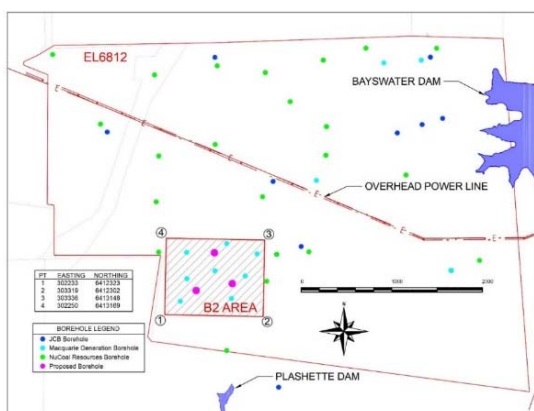 EL6812
BAYSWATER DAM
E
E
E
E
OVERHEAD POWER LINE
E
E
E
4
3
PT EASTING NORTHING
1 302233 6412323
2 303319 6412302
3 303336 6413148
4 302250 6413169
0 1000 2000
B2 AREA
1
2
N
BOREHOLE LEGEND
JCB Borehole
Macquarie Generation Borehole
NuCoal Resources Borehole
Proposed Borehole
PLASHETTE DAM